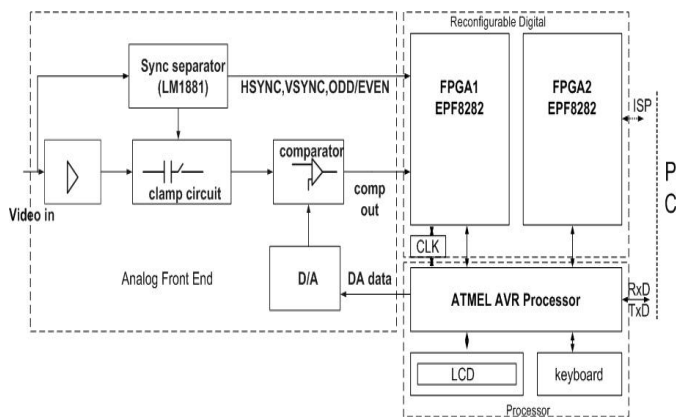 Reconfigurable Digital
Sync separator
(LM1881)
HSYNC,VSYNC,ODD/EVEN
FPGA1
EPF8282
FPGA2
EPF8282
ISP
P
C
comparator
clamp circuit
comp
out
Video in
CLK
Analog Front End
D/A
DA data
ATMEL AVR Processor
RxD
TxD
LCD
keyboard
Processor